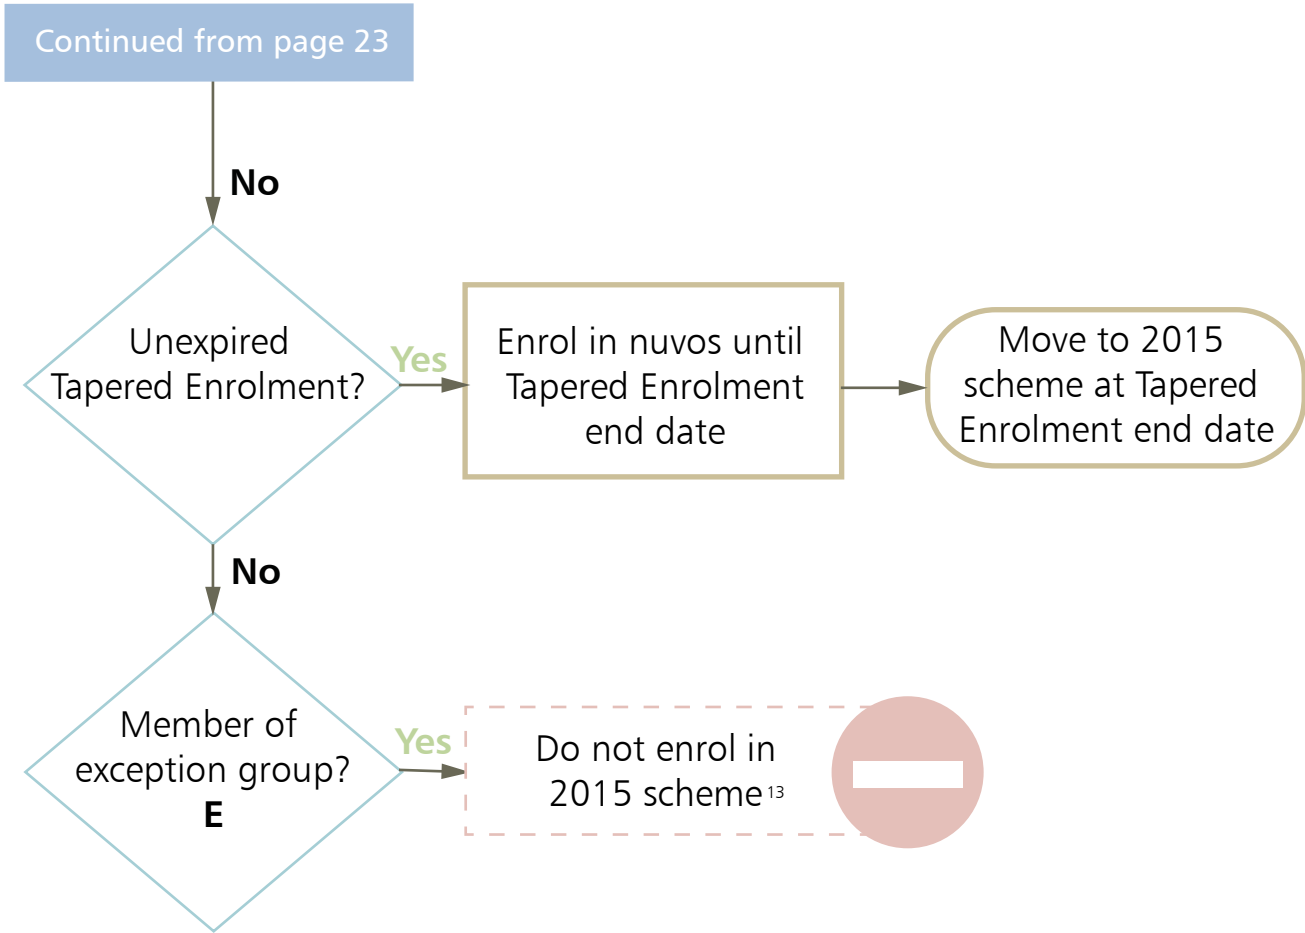 Continued from page 23
No
Unexpired
Tapered Enrolment?
Yes
Enrol in nuvos until
Tapered Enrolment
end date
Move to 2015
scheme at Tapered
Enrolment end date
No
Member of
exception group?
E
Yes
Do not enrol in
2015 scheme 13